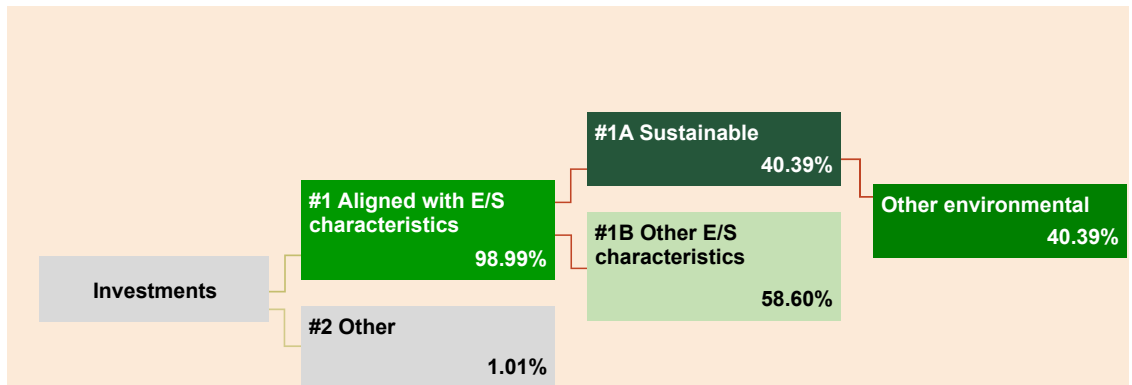 Investments
#1 Aligned with E/S
characteristics
98.99%
#2 Other
1.01%
#1A Sustainable
40.39%
#1B Other E/S
characteristics
58.60%
Other environmental
40.39%